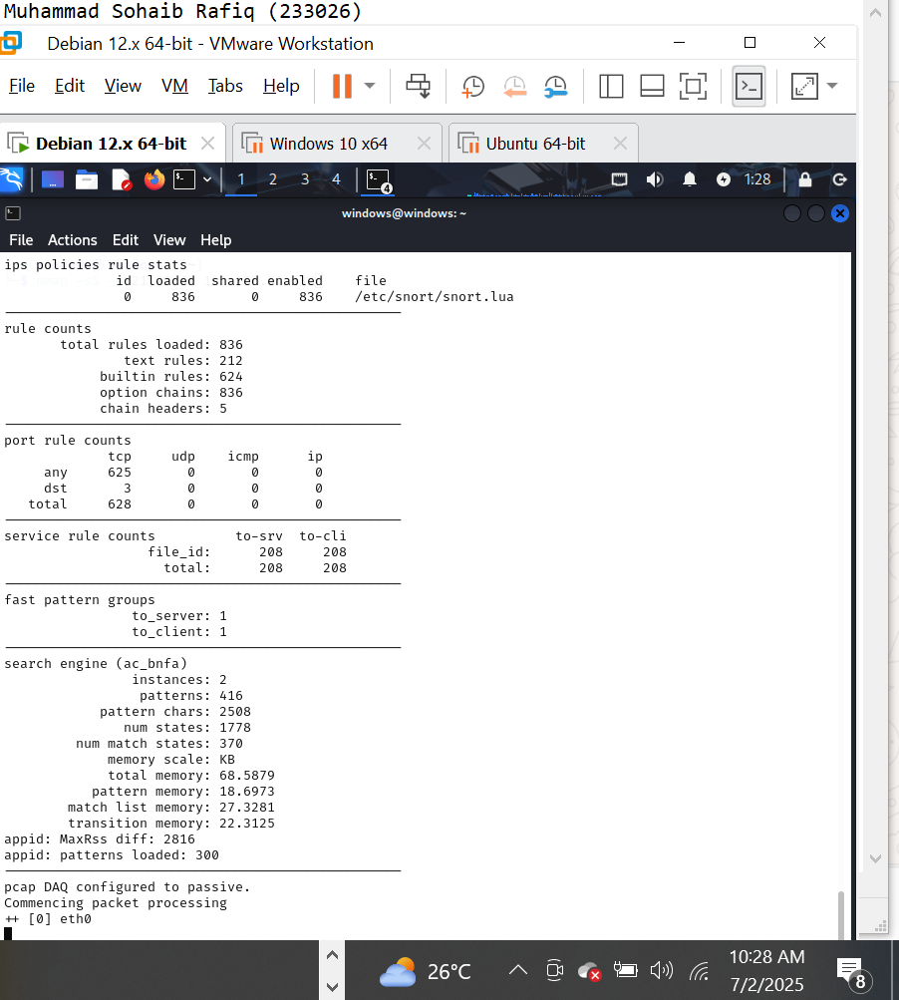 Muhammad Sohaib Rafiq (233026)
Debian 12.x 64-bit - VMware Workstation
File Edit View VM Tabs Help
Debian 12.x 64-bit Windows 10 x64 Ubuntu 64-bit
1 2 3 4 4 1:28
windows@windows: ~
File Actions Edit View Help
ips policies rule stats
id loaded shared enabled file
0 836 0 836 /etc/snort/snort.lua
rule counts
total rules loaded: 836
text rules: 212
builtin rules: 624
option chains: 836
chain headers: 5
port rule counts
tcp udp icmp ip
any 625 0 0 0
dst 3 0 0 0
total 628 0 0 0
service rule counts to-srv to-cli
file_id: 208 208
total: 208 208
fast pattern groups
to_server: 1
to_client: 1
search engine (ac_bnfa)
instances: 2
patterns: 416
pattern chars: 2508
num states: 1778
num match states: 370
memory scale: KB
total memory: 68.5879
pattern memory: 18.6973
match list memory: 27.3281
transition memory: 22.3125
appid: MaxRss diff: 2816
appid: patterns loaded: 300
pcap DAQ configured to passive.
Commencing packet processing
++ [0] eth0
26°C
10:28 AM
7/2/2025
8